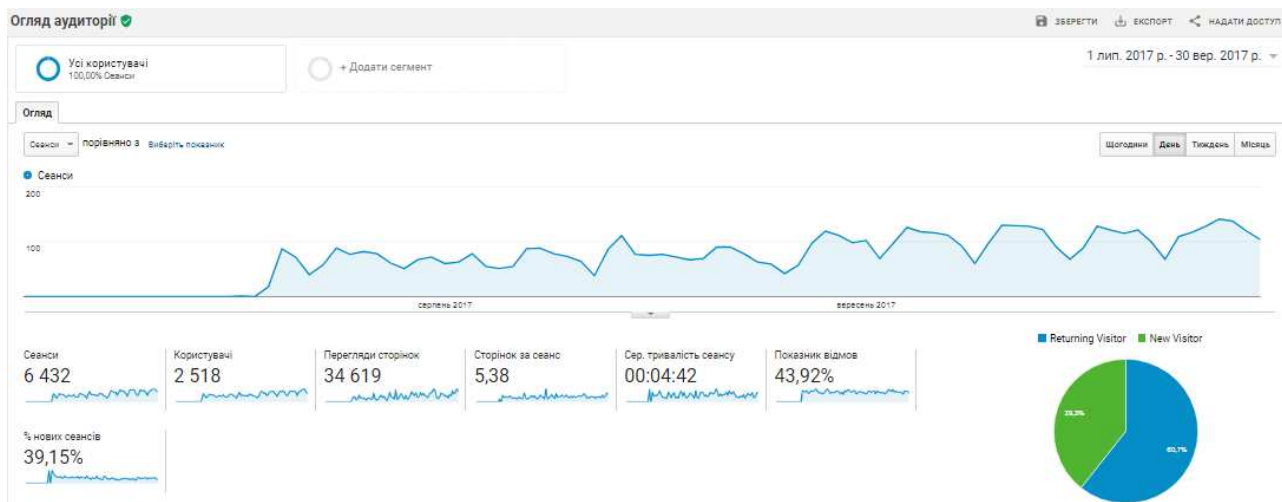 Огляд аудиторії
ЗБЕРЕГТИ ЕКСПОРТ НАДАТИ ДОСТУП
Усі користувачі
100,00% Сеанси
+ Додати сегмент
1 лип. 2017 р. - 30 вер. 2017 р.
Огляд
Сеанси порівняно з Виберіть показник
Щогодини День Тиждень Місяць
Сеанси
200
100
серпень 2017 вересень 2017
Returning Visitor New Visitor
Сеанси
6 432
Користувачі
2 518
Перегляди сторінок
34 619
Сторінок за сеанс
5,38
Сер. тривалість сеансу
00:04:42
Показник відмов
43,92%
% нових сеансів
39,15%
39,3%
60,7%